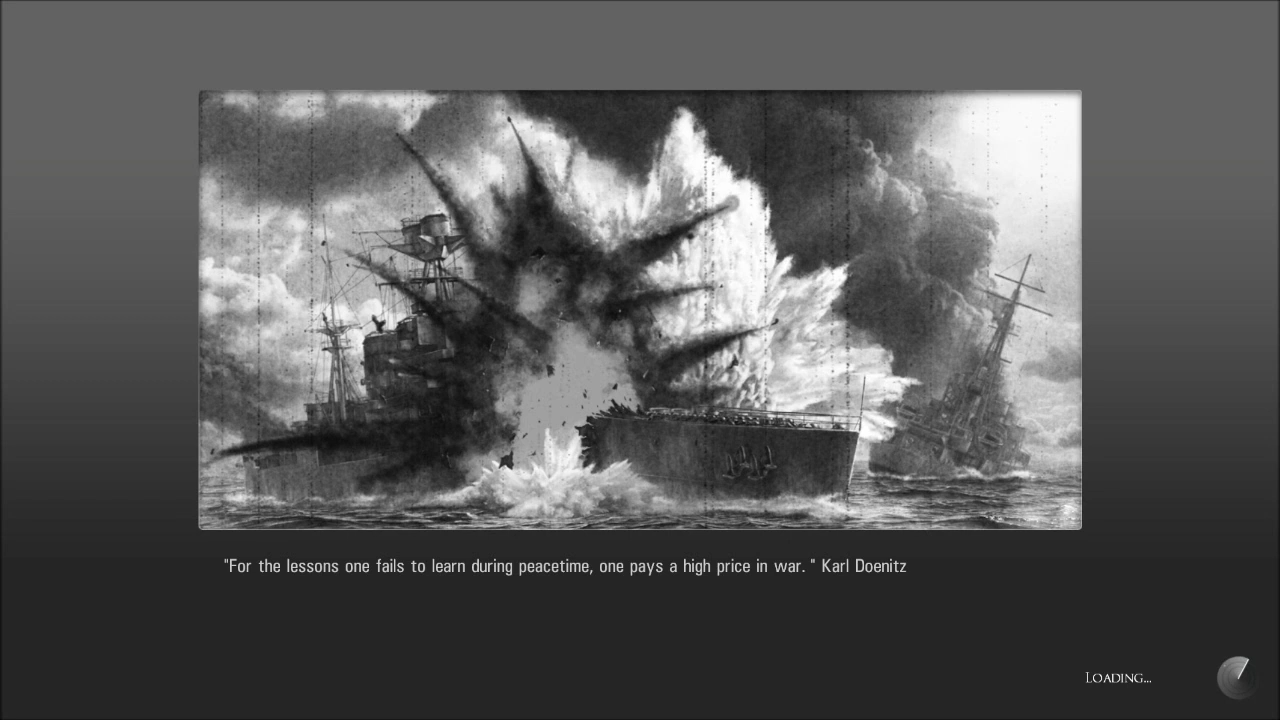 "For the lessons one fails to learn during peacetime, one pays a high price in war. " Karl Doenitz
LOADING...